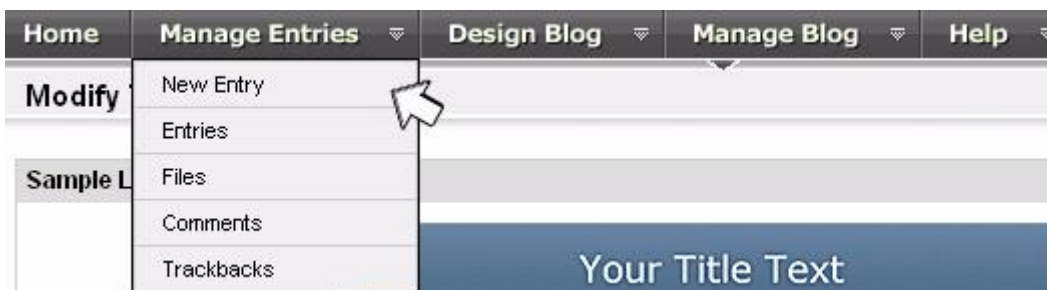 Home Manage Entries Design Blog Manage Blog Help
Modify
New Entry
Entries
Sample L
Files
Comments
Trackbacks
Your Title Text